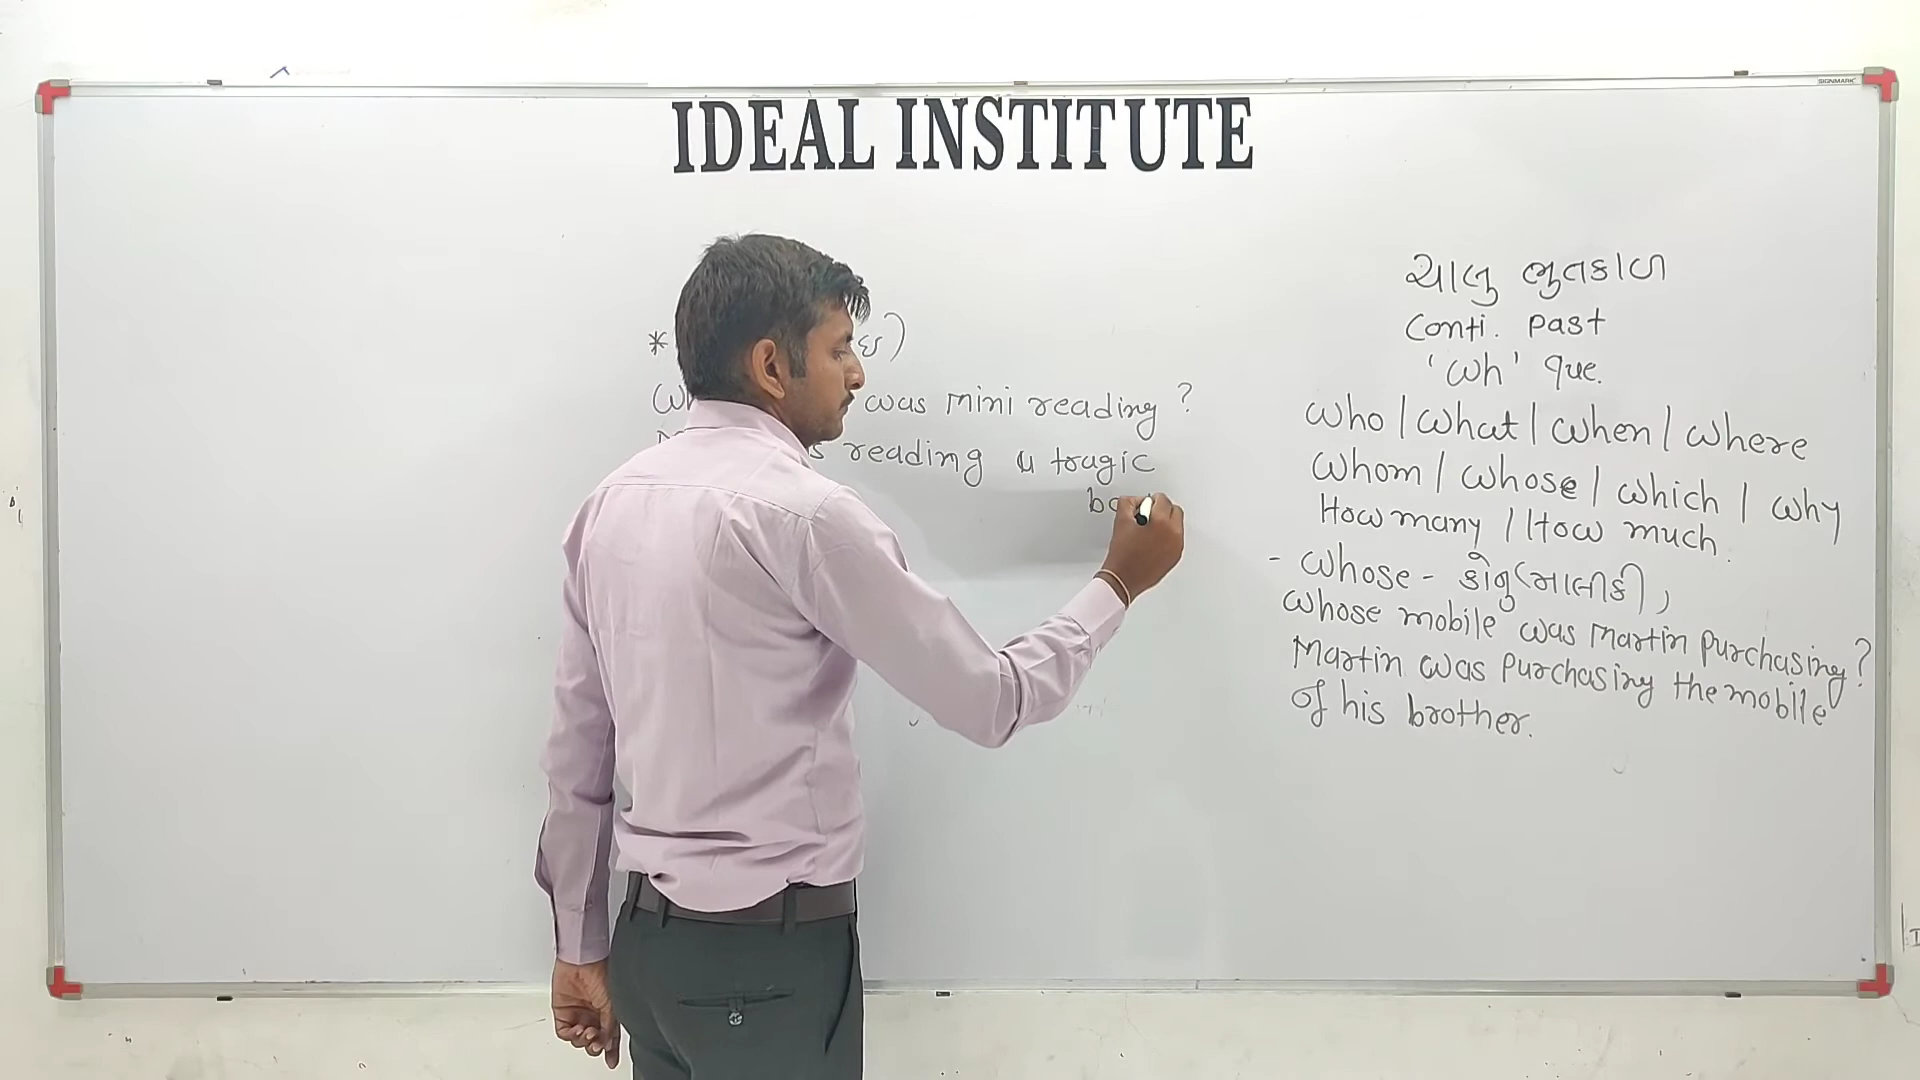 IDEAL INSTITUTE
SIGNMARK
*
was mini reading ?
reading a tragic
ચાલુ ભુતકાળ
Conti. past
'Wh' que.
who / what / when / where
Whom / whose / which / why
How many / How much.
- whose - કોનુ (માલીકી),
whose mobile was martin purchasing?
Martin was purchasing the mobile
of his brother.